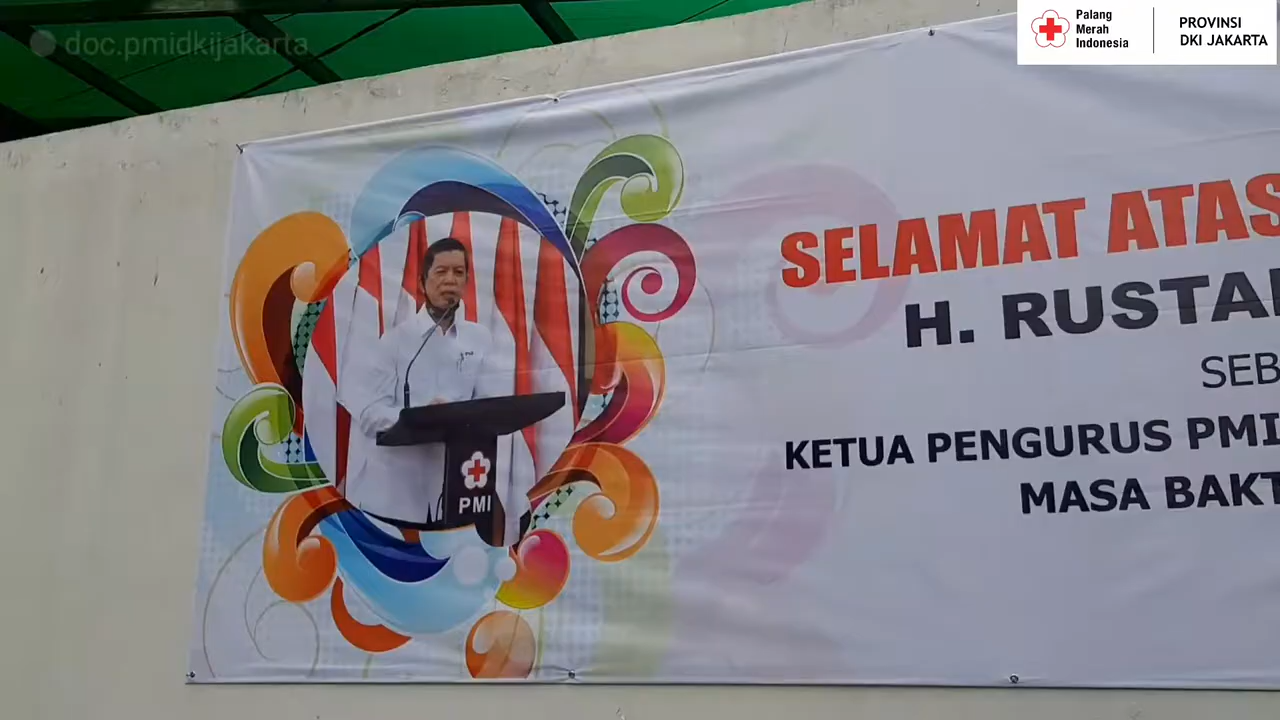 doc.pmidkijakarta
Palang
Merah
Indonesia
PROVINSI
DKI JAKARTA
SELAMAT ATAS
H. RUSTA
SEB
KETUA PENGURUS PMI
MASA BAKT
PMI